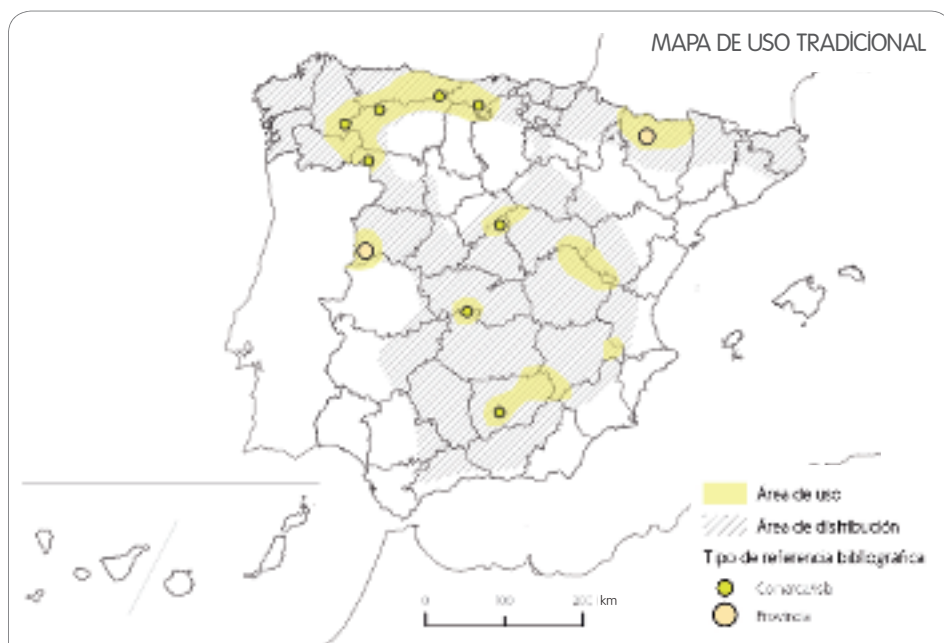 MAPA DE USO TRADICIONAL
Área de uso
Área de distribución
Tipo de referencia bibliográfica
Provincia
0 100 200 km